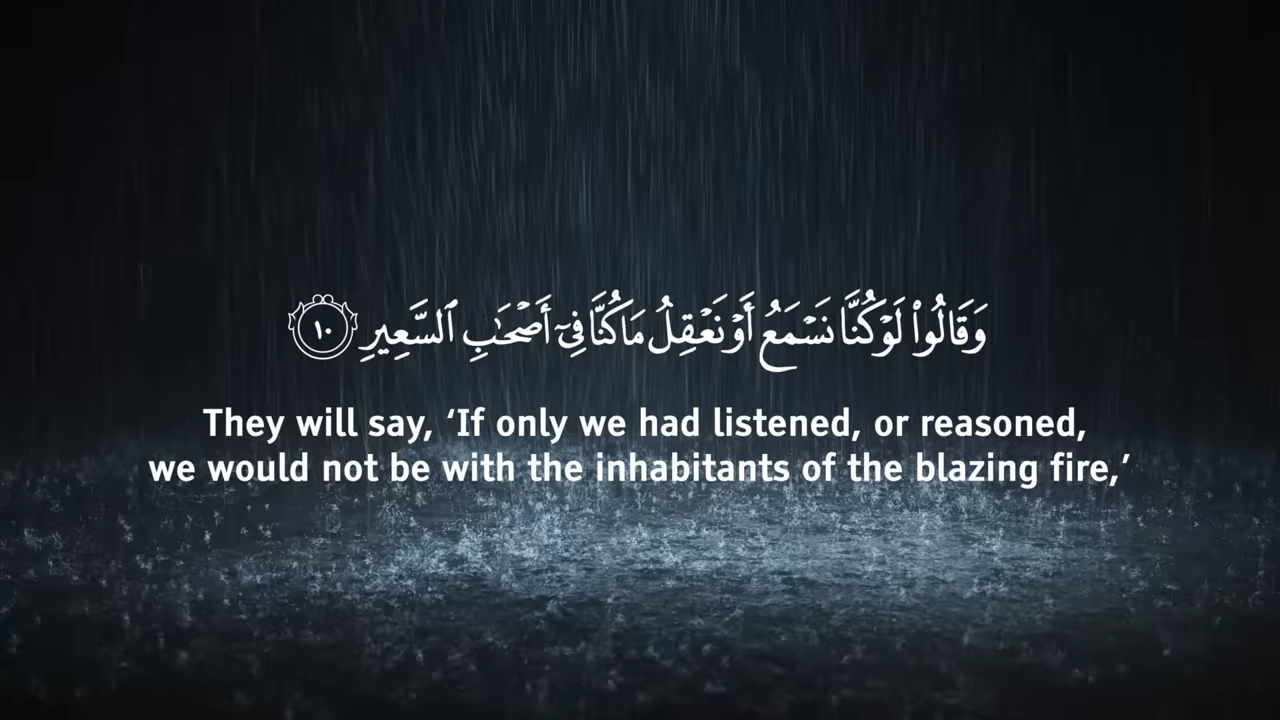 وَقَالُوا۟ لَوْ كُنَّا نَسْمَعُ أَوْ نَعْقِلُ مَا كُنَّا فِىٓ أَصْحَٰبِ ٱلسَّعِيرِ ١٠
They will say, ‘If only we had listened, or reasoned,
we would not be with the inhabitants of the blazing fire,’